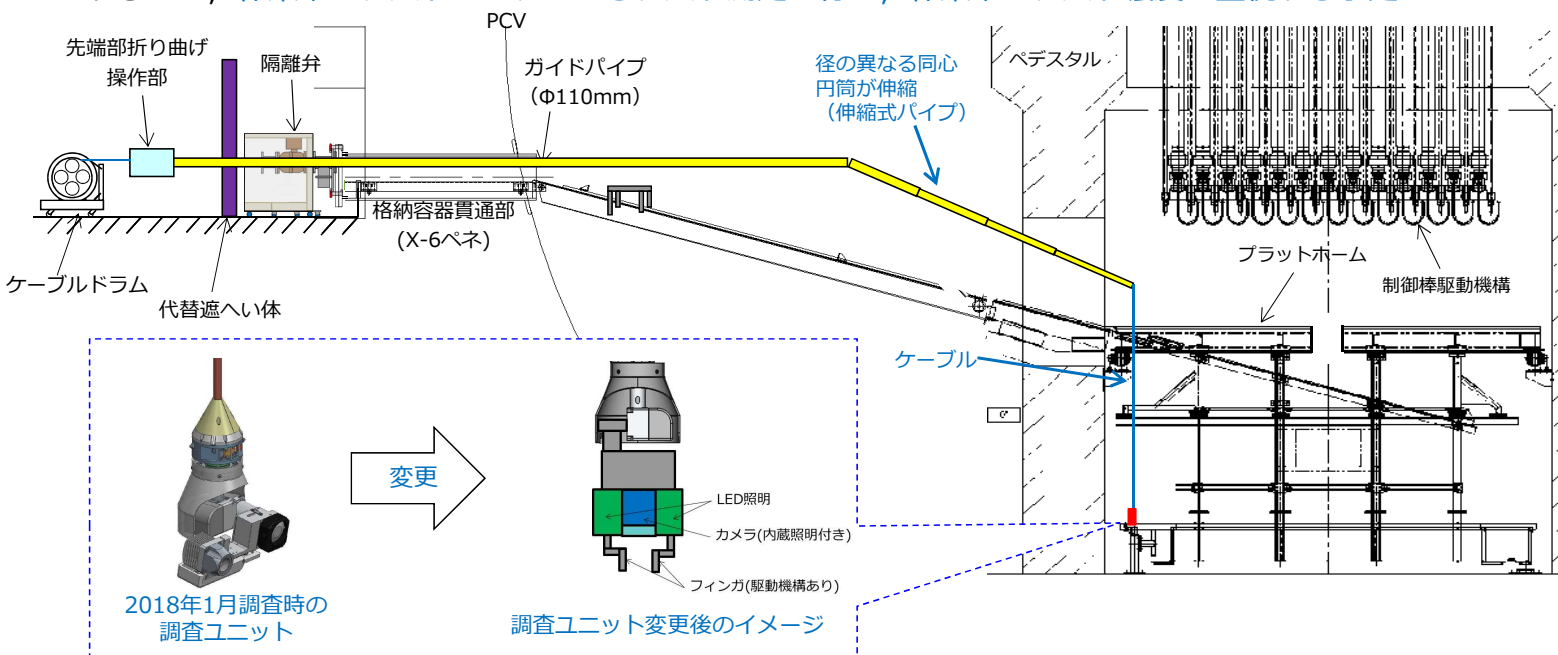 PCV
先端部折り曲げ
操作部
隔離弁
ガイドパイプ
（Φ110mm）
径の異なる同心
円筒が伸縮
（伸縮式パイプ）
ペデスタル
格納容器貫通部
(X-6ペネ)
ケーブルドラム
代替遮へい体
プラットホーム
制御棒駆動機構
ケーブル
0°
変更
LED照明
カメラ(内蔵照明付き)
フィンガ(駆動機構あり)
2018年1月調査時の
調査ユニット
調査ユニット変更後のイメージ